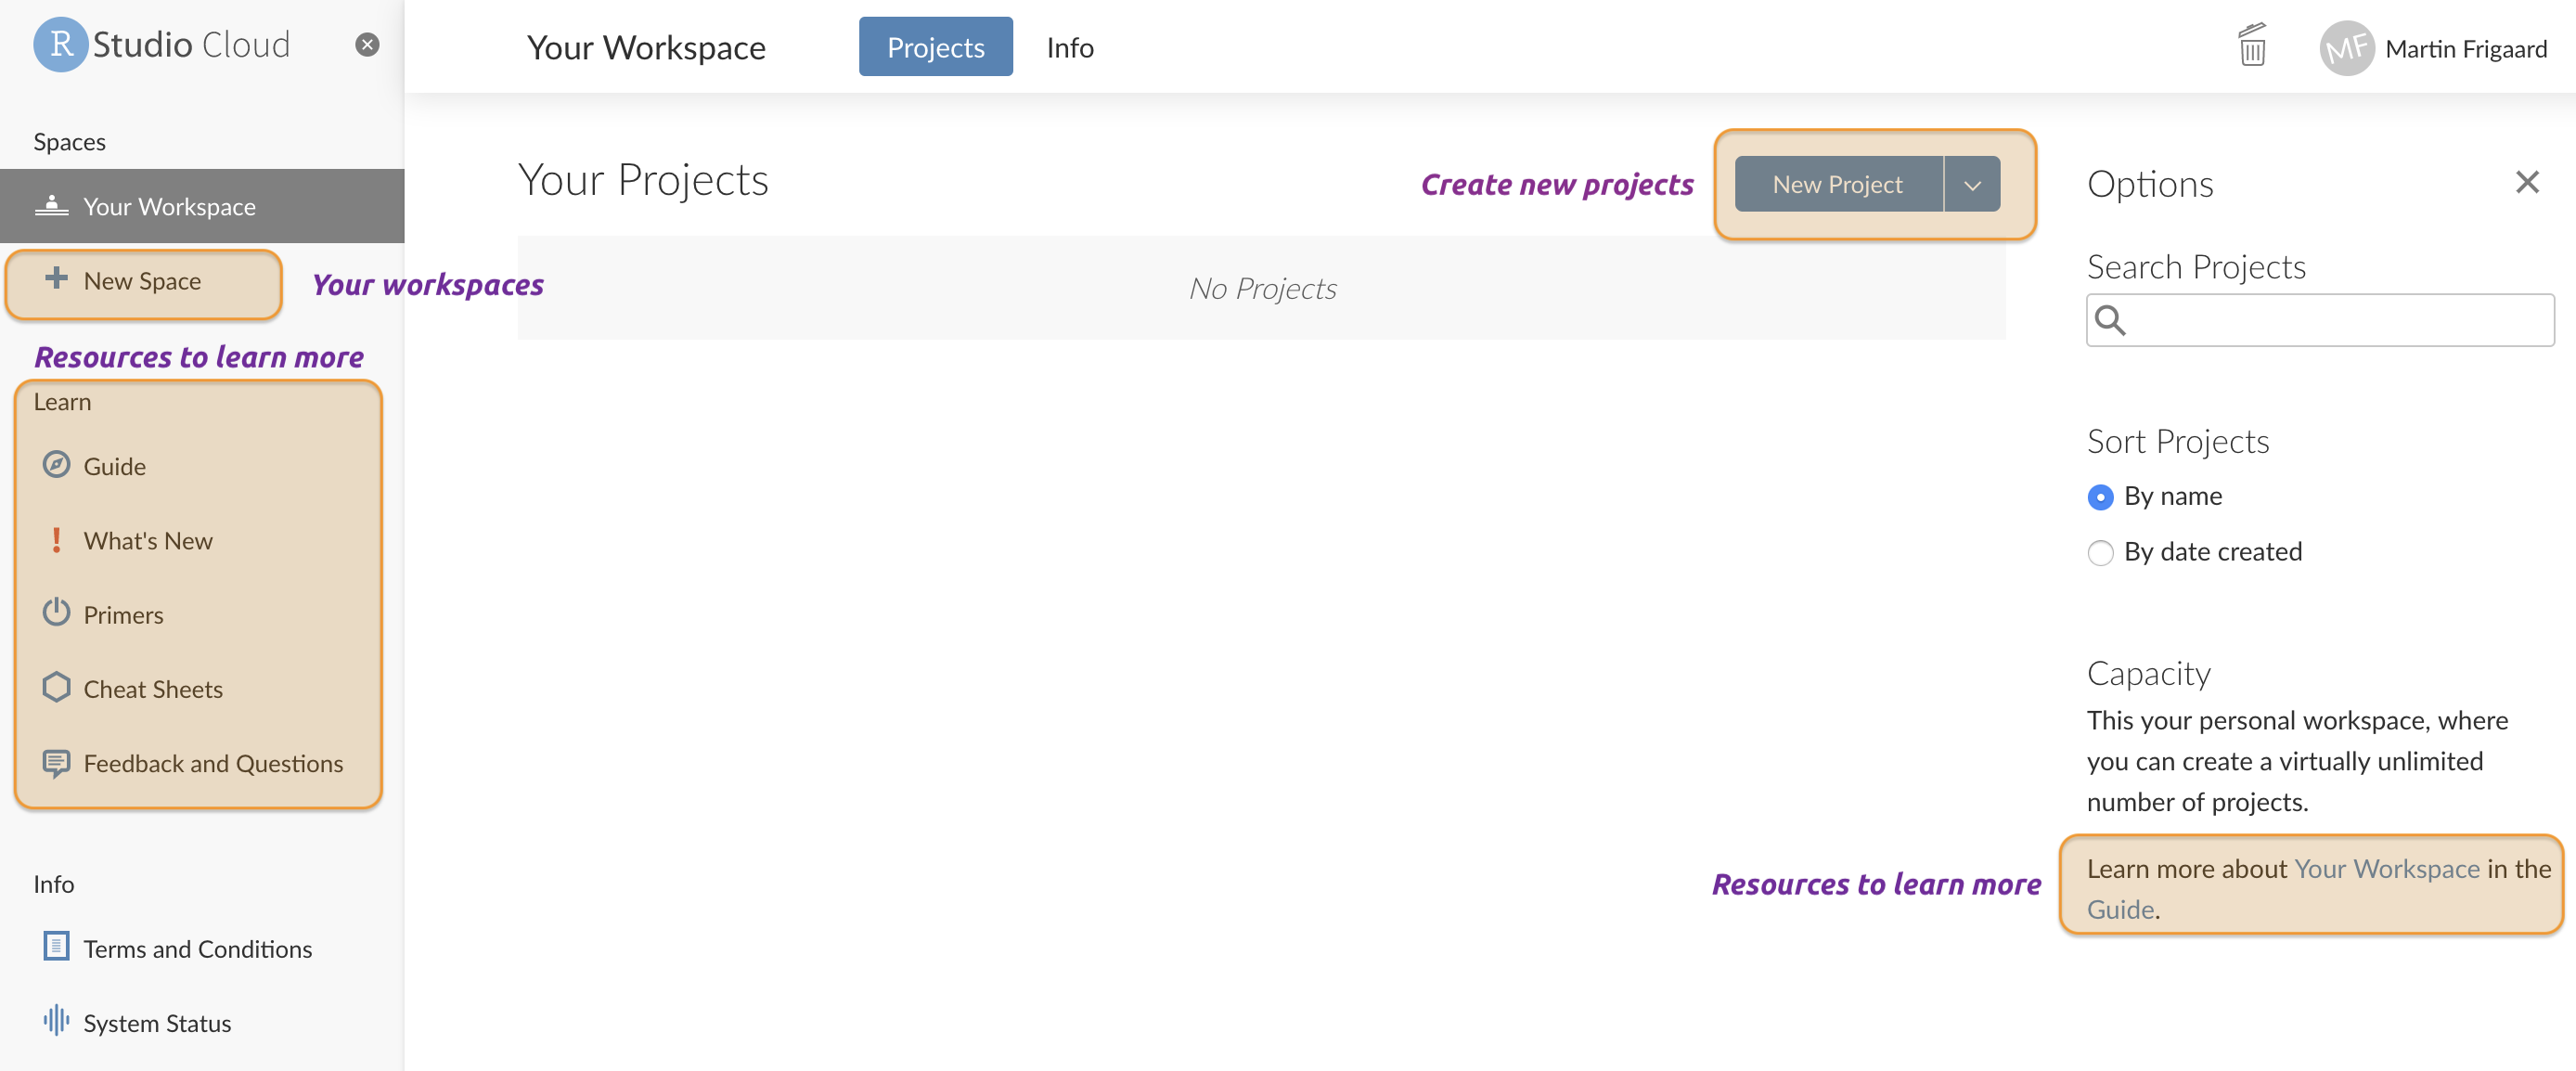 R Studio Cloud
Your Workspace
Projects
Info
MF
Martin Frigaard
Spaces
Your Workspace
New Space
Your workspaces
Resources to learn more
Learn
Guide
What's New
Primers
Cheat Sheets
Feedback and Questions
Info
Terms and Conditions
System Status
Your Projects
Create new projects
New Project
No Projects
Options
Search Projects
Sort Projects
By name
By date created
Capacity
This your personal workspace, where
you can create a virtually unlimited
number of projects.
Resources to learn more
Learn more about Your Workspace in the
Guide.